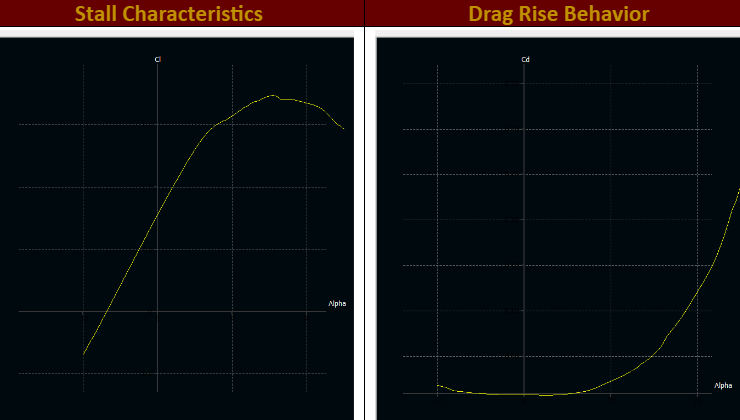 Stall Characteristics
Drag Rise Behavior
Cl
Alpha
Cd
Alpha